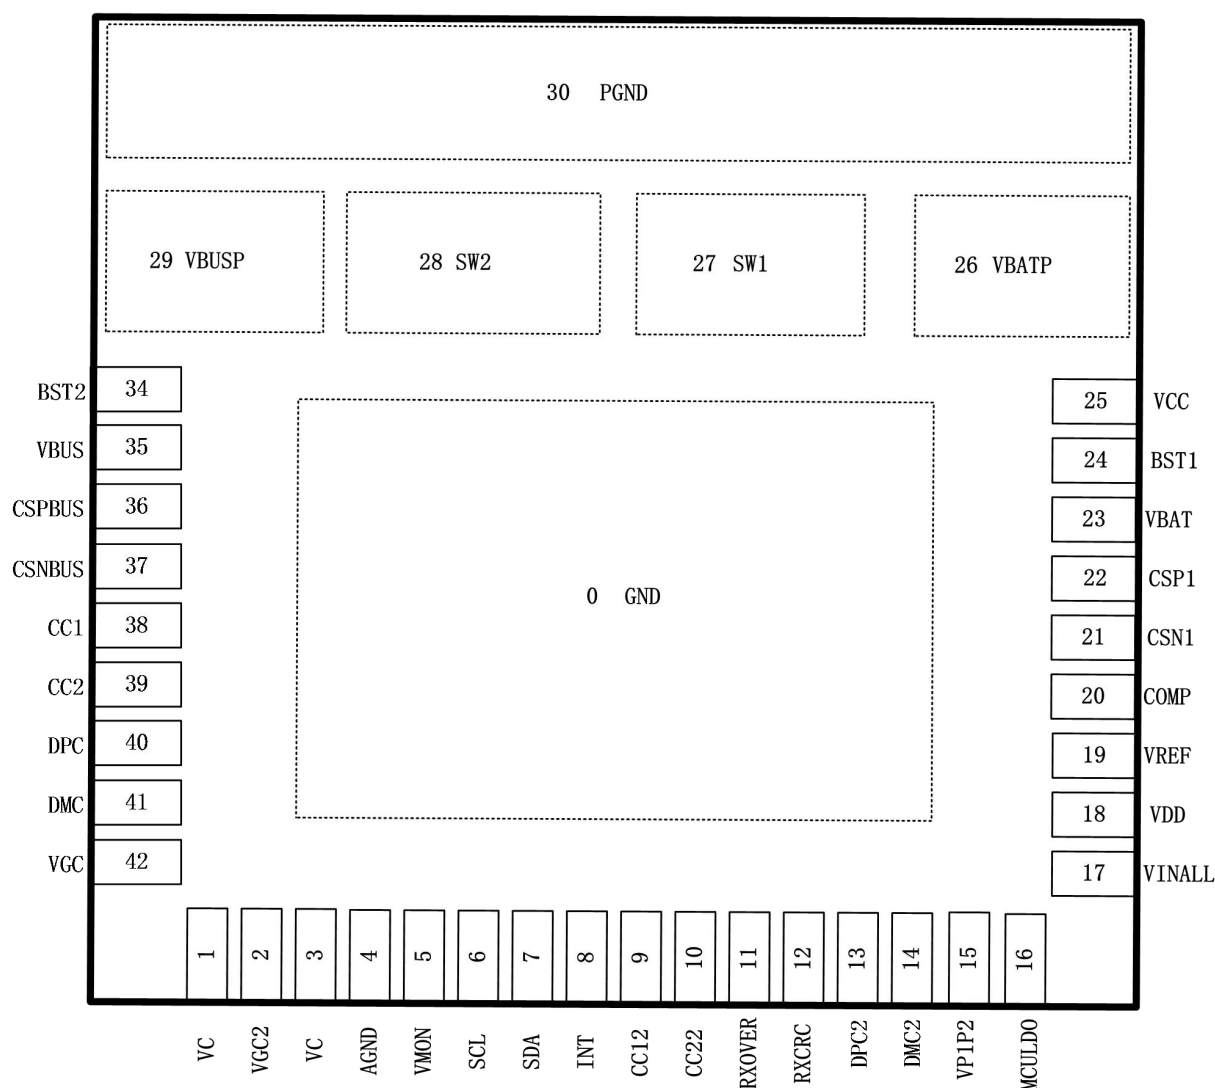 30 PGND
29 VBUSP
28 SW2
27 SW1
26 VBATP
BST2 34
VBUS 35
CSPBUS 36
CSNBUS 37
CC1 38
CC2 39
DPC 40
DMC 41
VGC 42
0 GND
25 VCC
24 BST1
23 VBAT
22 CSP1
21 CSN1
20 COMP
19 VREF
18 VDD
17 VINALL
1 VC
2 VGC2
3 VC
4 AGND
5 VMON
6 SCL
7 SDA
8 INT
9 CC12
10 CC22
11 RXOVER
12 RXCRC
13 DPC2
14 DMC2
15 VP1P2
16 MCULDO